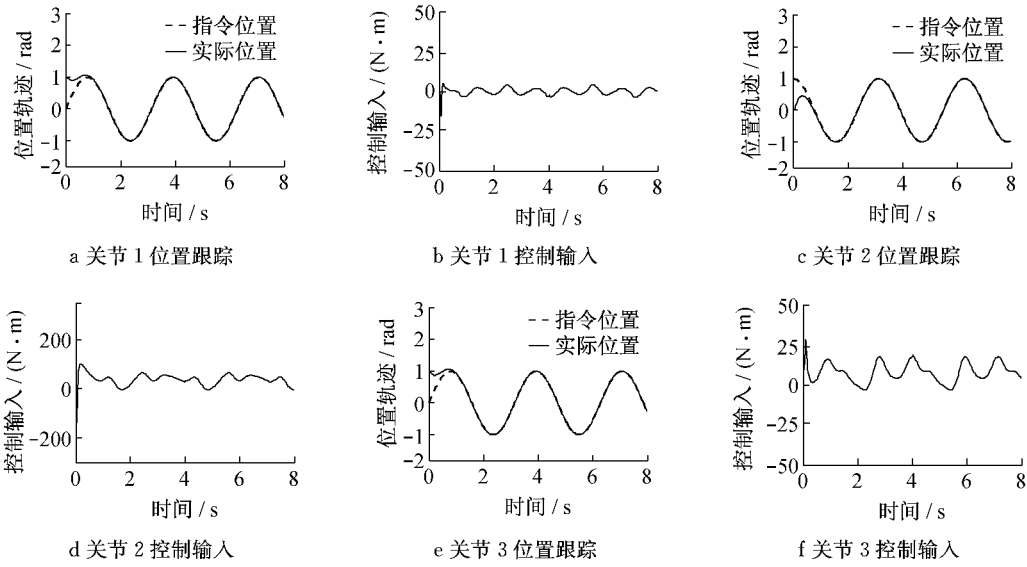 3
2
1
0
−1
−2
位置轨迹 / rad
指令位置
实际位置
0 2 4 6 8
时间 / s
a 关节 1 位置跟踪
50
25
0
−25
−50
控制输入 / (N·m)
0 2 4 6 8
时间 / s
b 关节 1 控制输入
3
2
1
0
−1
−2
位置轨迹 / rad
指令位置
实际位置
0 2 4 6 8
时间 / s
c 关节 2 位置跟踪
200
0
−200
控制输入 / (N·m)
0 2 4 6 8
时间 / s
d 关节 2 控制输入
3
2
1
0
−1
−2
位置轨迹 / rad
指令位置
实际位置
0 2 4 6 8
时间 / s
e 关节 3 位置跟踪
50
25
0
−25
−50
控制输入 / (N·m)
0 2 4 6 8
时间 / s
f 关节 3 控制输入